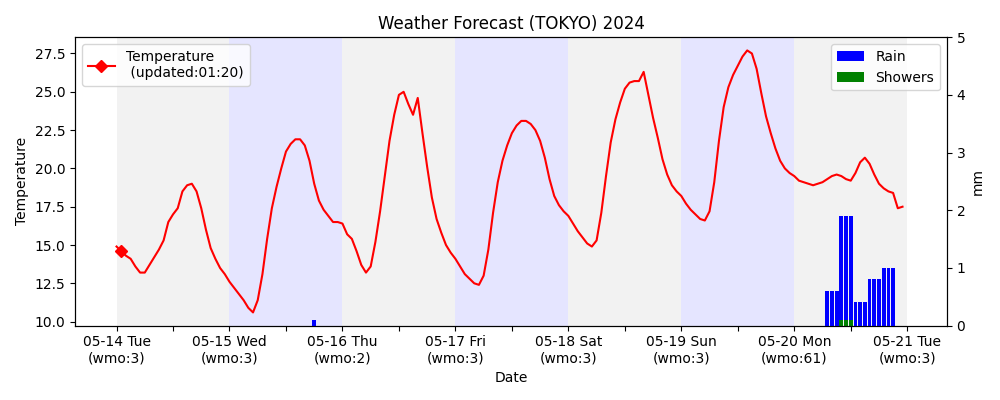 Weather Forecast (TOKYO) 2024
Temperature
(updated:01:20)
Rain
Showers
27.5
25.0
22.5
20.0
17.5
15.0
12.5
10.0
Temperature
5
4
3
2
1
0
mm
05-14 Tue
(wmo:3)
05-15 Wed
(wmo:3)
05-16 Thu
(wmo:2)
05-17 Fri
(wmo:3)
05-18 Sat
(wmo:3)
05-19 Sun
(wmo:3)
05-20 Mon
(wmo:61)
05-21 Tue
(wmo:3)
Date